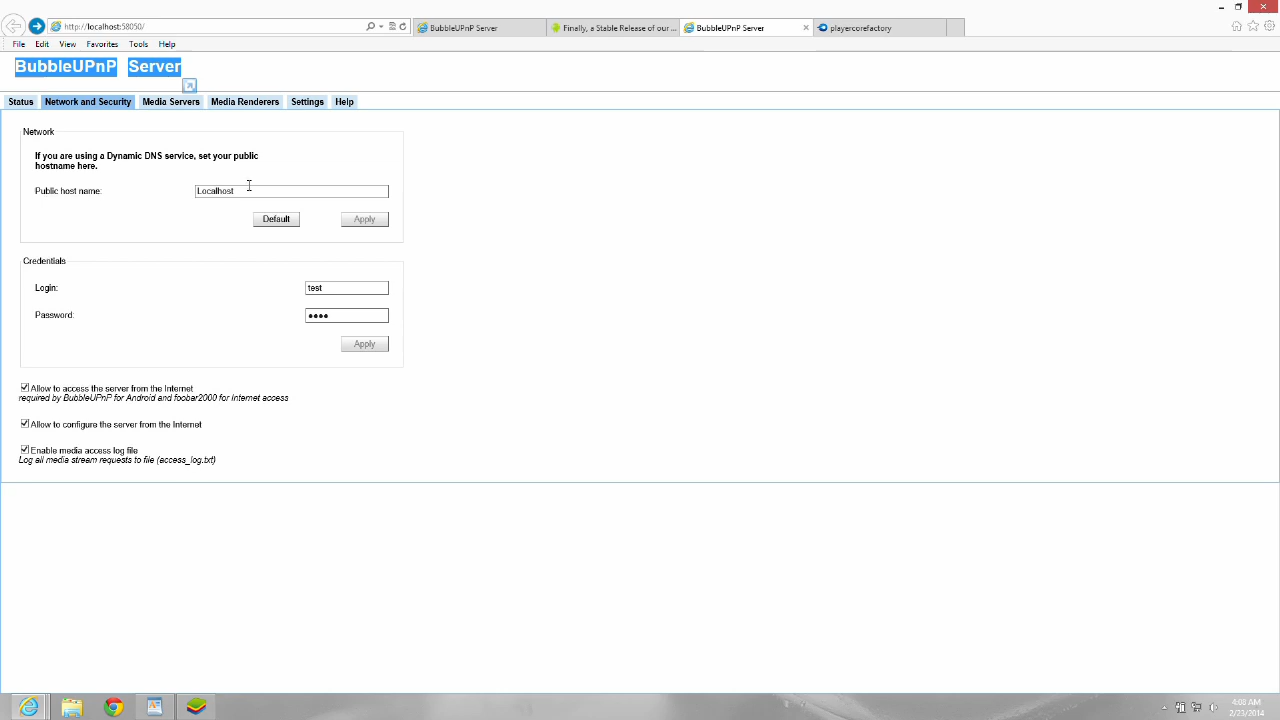 http://localhost:58050/
BubbleUPnP Server
Finally, a Stable Release of our ...
BubbleUPnP Server
playercorefactory
File Edit View Favorites Tools Help
BubbleUPnP Server
Status Network and Security Media Servers Media Renderers Settings Help
Network
If you are using a Dynamic DNS service, set your public
hostname here.
Public host name: Localhost
Default Apply
Credentials
Login: test
Password: ●●●●
Apply
Allow to access the server from the Internet
required by BubbleUPnP for Android and foobar2000 for Internet access
Allow to configure the server from the Internet
Enable media access log file
Log all media stream requests to file (access_log.txt)
4:08 AM
2/23/2014